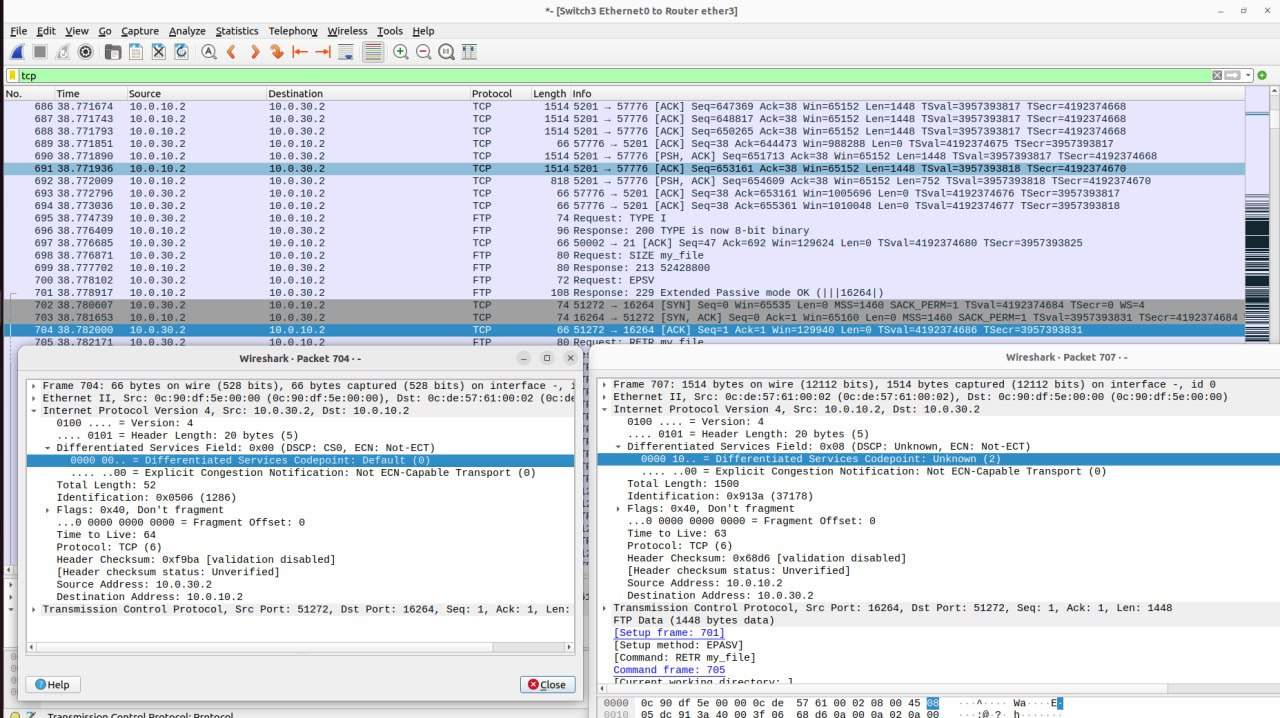 *- [Switch3 Ethernet0 to Router ether3]
File Edit View Go Capture Analyze Statistics Telephony Wireless Tools Help
tcp
No. Time Source Destination Protocol Length Info
686 38.771674 10.0.10.2 10.0.30.2 TCP 1514 5201 → 57776 [ACK] Seq=647369 Ack=38 Win=65152 Len=1448 TSval=3957393817 TSecr=4192374668
687 38.771743 10.0.10.2 10.0.30.2 TCP 1514 5201 → 57776 [ACK] Seq=648817 Ack=38 Win=65152 Len=1448 TSval=3957393817 TSecr=4192374668
688 38.771793 10.0.10.2 10.0.30.2 TCP 1514 5201 → 57776 [ACK] Seq=650265 Ack=38 Win=65152 Len=1448 TSval=3957393817 TSecr=4192374668
689 38.771851 10.0.30.2 10.0.10.2 TCP 66 57776 → 5201 [ACK] Seq=38 Ack=644473 Win=988288 Len=0 TSval=4192374675 TSecr=3957393817
690 38.771890 10.0.10.2 10.0.30.2 TCP 1514 5201 → 57776 [PSH, ACK] Seq=651713 Ack=38 Win=65152 Len=1448 TSval=3957393817 TSecr=4192374668
691 38.771936 10.0.10.2 10.0.30.2 TCP 1514 5201 → 57776 [ACK] Seq=653161 Ack=38 Win=65152 Len=1448 TSval=3957393818 TSecr=4192374670
692 38.772009 10.0.10.2 10.0.30.2 TCP 818 5201 → 57776 [PSH, ACK] Seq=654609 Ack=38 Win=65152 Len=752 TSval=3957393818 TSecr=4192374670
693 38.772796 10.0.30.2 10.0.10.2 TCP 66 57776 → 5201 [ACK] Seq=38 Ack=653161 Win=1005696 Len=0 TSval=4192374676 TSecr=3957393817
694 38.773036 10.0.30.2 10.0.10.2 TCP 66 57776 → 5201 [ACK] Seq=38 Ack=655361 Win=1010048 Len=0 TSval=4192374677 TSecr=3957393818
695 38.774739 10.0.30.2 10.0.10.2 FTP 74 Request: TYPE I
696 38.776409 10.0.10.2 10.0.30.2 FTP 96 Response: 200 TYPE is now 8-bit binary
697 38.776685 10.0.30.2 10.0.10.2 TCP 66 50002 → 21 [ACK] Seq=47 Ack=692 Win=129624 Len=0 TSval=4192374680 TSecr=3957393825
698 38.776871 10.0.30.2 10.0.10.2 FTP 80 Request: SIZE my_file
699 38.777702 10.0.10.2 10.0.30.2 FTP 80 Response: 213 52428800
700 38.778102 10.0.30.2 10.0.10.2 FTP 72 Request: EPSV
701 38.778917 10.0.10.2 10.0.30.2 FTP 108 Response: 229 Extended Passive mode OK (|||16264|)
702 38.780607 10.0.30.2 10.0.10.2 TCP 74 51272 → 16264 [SYN] Seq=0 Win=65535 Len=0 MSS=1460 SACK_PERM=1 TSval=4192374684 TSecr=0 WS=4
703 38.781653 10.0.10.2 10.0.30.2 TCP 74 16264 → 51272 [SYN, ACK] Seq=0 Ack=1 Win=65160 Len=0 MSS=1460 SACK_PERM=1 TSval=3957393831 TSecr=4192374684
704 38.782000 10.0.30.2 10.0.10.2 TCP 66 51272 → 16264 [ACK] Seq=1 Ack=1 Win=129940 Len=0 TSval=4192374686 TSecr=3957393831
705 38.782171 10.0.30.2 10.0.10.2 FTP 80 Request: RETR my_file
Wireshark · Packet 704 · -
Frame 704: 66 bytes on wire (528 bits), 66 bytes captured (528 bits) on interface -, i
Ethernet II, Src: 0c:90:df:5e:00:00 (0c:90:df:5e:00:00), Dst: 0c:de:57:61:00:02 (0c:de
Internet Protocol Version 4, Src: 10.0.30.2, Dst: 10.0.10.2
0100 .... = Version: 4
.... 0101 = Header Length: 20 bytes (5)
Differentiated Services Field: 0x00 (DSCP: CS0, ECN: Not-ECT)
0000 00.. = Differentiated Services Codepoint: Default (0)
.... ..00 = Explicit Congestion Notification: Not ECN-Capable Transport (0)
Total Length: 52
Identification: 0x0506 (1286)
Flags: 0x40, Don't fragment
...0 0000 0000 0000 = Fragment Offset: 0
Time to Live: 64
Protocol: TCP (6)
Header Checksum: 0xf9ba [validation disabled]
[Header checksum status: Unverified]
Source Address: 10.0.30.2
Destination Address: 10.0.10.2
Transmission Control Protocol, Src Port: 51272, Dst Port: 16264, Seq: 1, Ack: 1, Len:
Help
Close
Transmission Control Protocol: Protocol
Wireshark · Packet 707 · -
Frame 707: 1514 bytes on wire (12112 bits), 1514 bytes captured (12112 bits) on interface -, id 0
Ethernet II, Src: 0c:de:57:61:00:02 (0c:de:57:61:00:02), Dst: 0c:90:df:5e:00:00 (0c:90:df:5e:00:00)
Internet Protocol Version 4, Src: 10.0.10.2, Dst: 10.0.30.2
0100 .... = Version: 4
.... 0101 = Header Length: 20 bytes (5)
Differentiated Services Field: 0x08 (DSCP: Unknown, ECN: Not-ECT)
0000 10.. = Differentiated Services Codepoint: Unknown (2)
.... ..00 = Explicit Congestion Notification: Not ECN-Capable Transport (0)
Total Length: 1500
Identification: 0x913a (37178)
Flags: 0x40, Don't fragment
...0 0000 0000 0000 = Fragment Offset: 0
Time to Live: 63
Protocol: TCP (6)
Header Checksum: 0x68d6 [validation disabled]
[Header checksum status: Unverified]
Source Address: 10.0.10.2
Destination Address: 10.0.30.2
Transmission Control Protocol, Src Port: 16264, Dst Port: 51272, Seq: 1, Ack: 1, Len: 1448
FTP Data (1448 bytes data)
[Setup frame: 701]
[Setup method: EPASV]
[Command: RETR my_file]
Command frame: 705
[Current working directory: ]
0000 0c 90 df 5e 00 00 0c de 57 61 00 02 08 00 45 08 ···^···· Wa····E·
0010 05 dc 91 3a 40 00 3f 06 68 d6 0a 00 0a 02 0a 00 ···:@·?· h·······